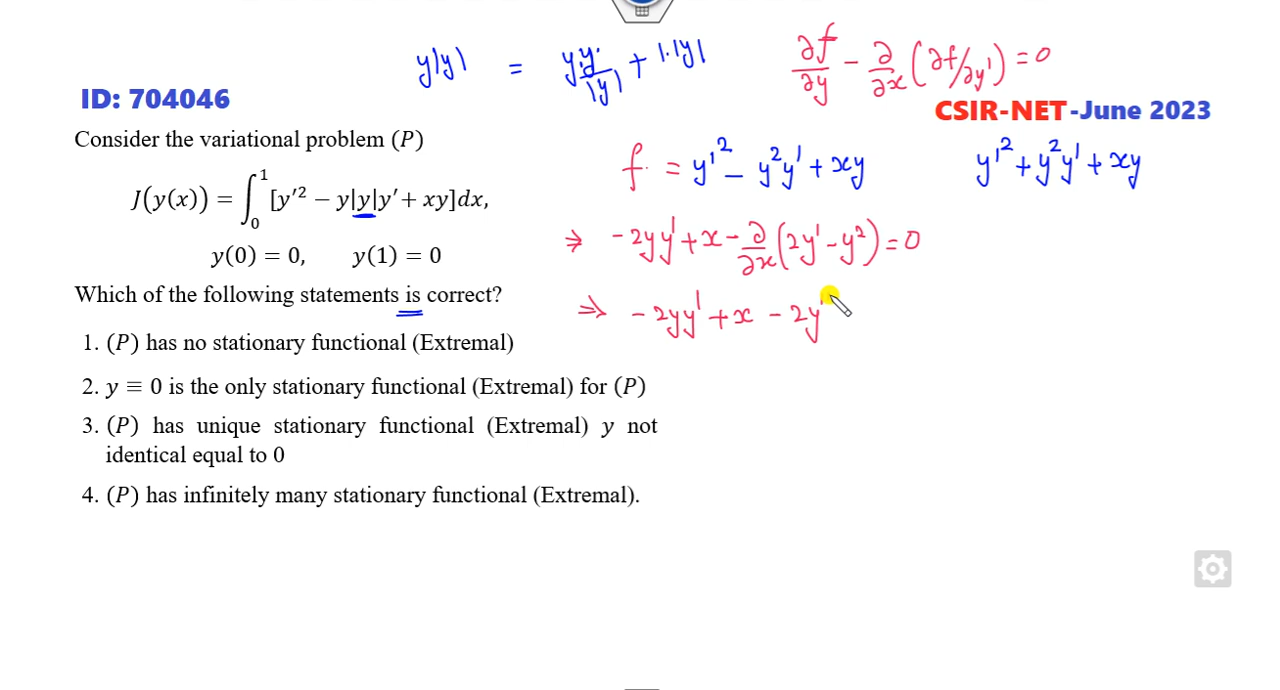 y|y| = y y·y/|y| + 1·|y|
∂f/∂y − ∂/∂x (∂f/∂y') = 0
ID: 704046
CSIR-NET-June 2023
Consider the variational problem (P)
f = y'² − y²y' + xy
y'² + y²y' + xy
J(y(x)) = ∫₀¹ [y'² − y|y|y' + xy]dx,
⇒ −2yy' + x − ∂/∂x (2y' − y²) = 0
y(0) = 0, y(1) = 0
Which of the following statements is correct?
⇒ −2yy' + x − 2y'
1. (P) has no stationary functional (Extremal)
2. y ≡ 0 is the only stationary functional (Extremal) for (P)
3. (P) has unique stationary functional (Extremal) y not
identical equal to 0
4. (P) has infinitely many stationary functional (Extremal).